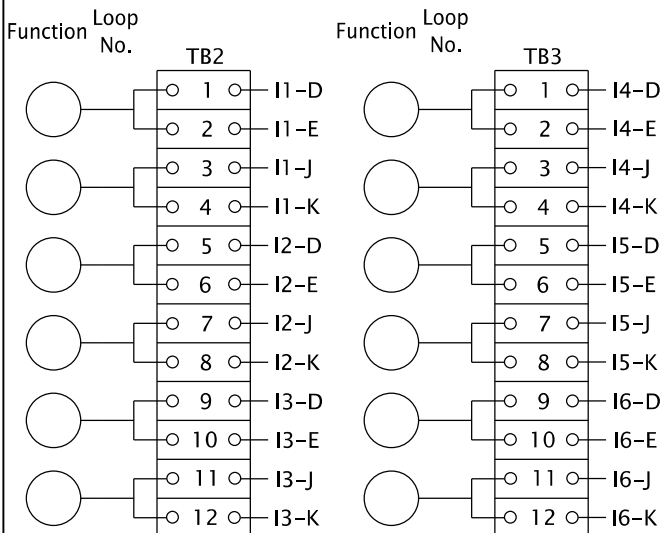 Function Loop No.
TB2
1 I1-D
2 I1-E
3 I1-J
4 I1-K
5 I2-D
6 I2-E
7 I2-J
8 I2-K
9 I3-D
10 I3-E
11 I3-J
12 I3-K
Function Loop No.
TB3
1 I4-D
2 I4-E
3 I4-J
4 I4-K
5 I5-D
6 I5-E
7 I5-J
8 I5-K
9 I6-D
10 I6-E
11 I6-J
12 I6-K